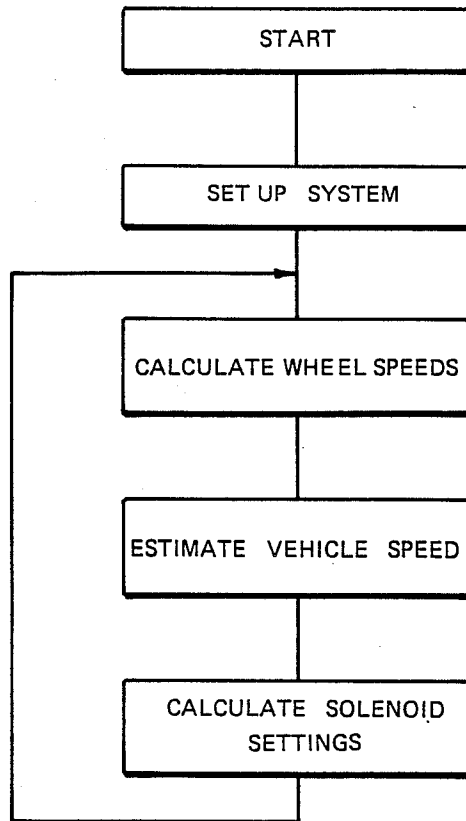 START
SET UP SYSTEM
CALCULATE WHEEL SPEEDS
ESTIMATE VEHICLE SPEED
CALCULATE SOLENOID
SETTINGS